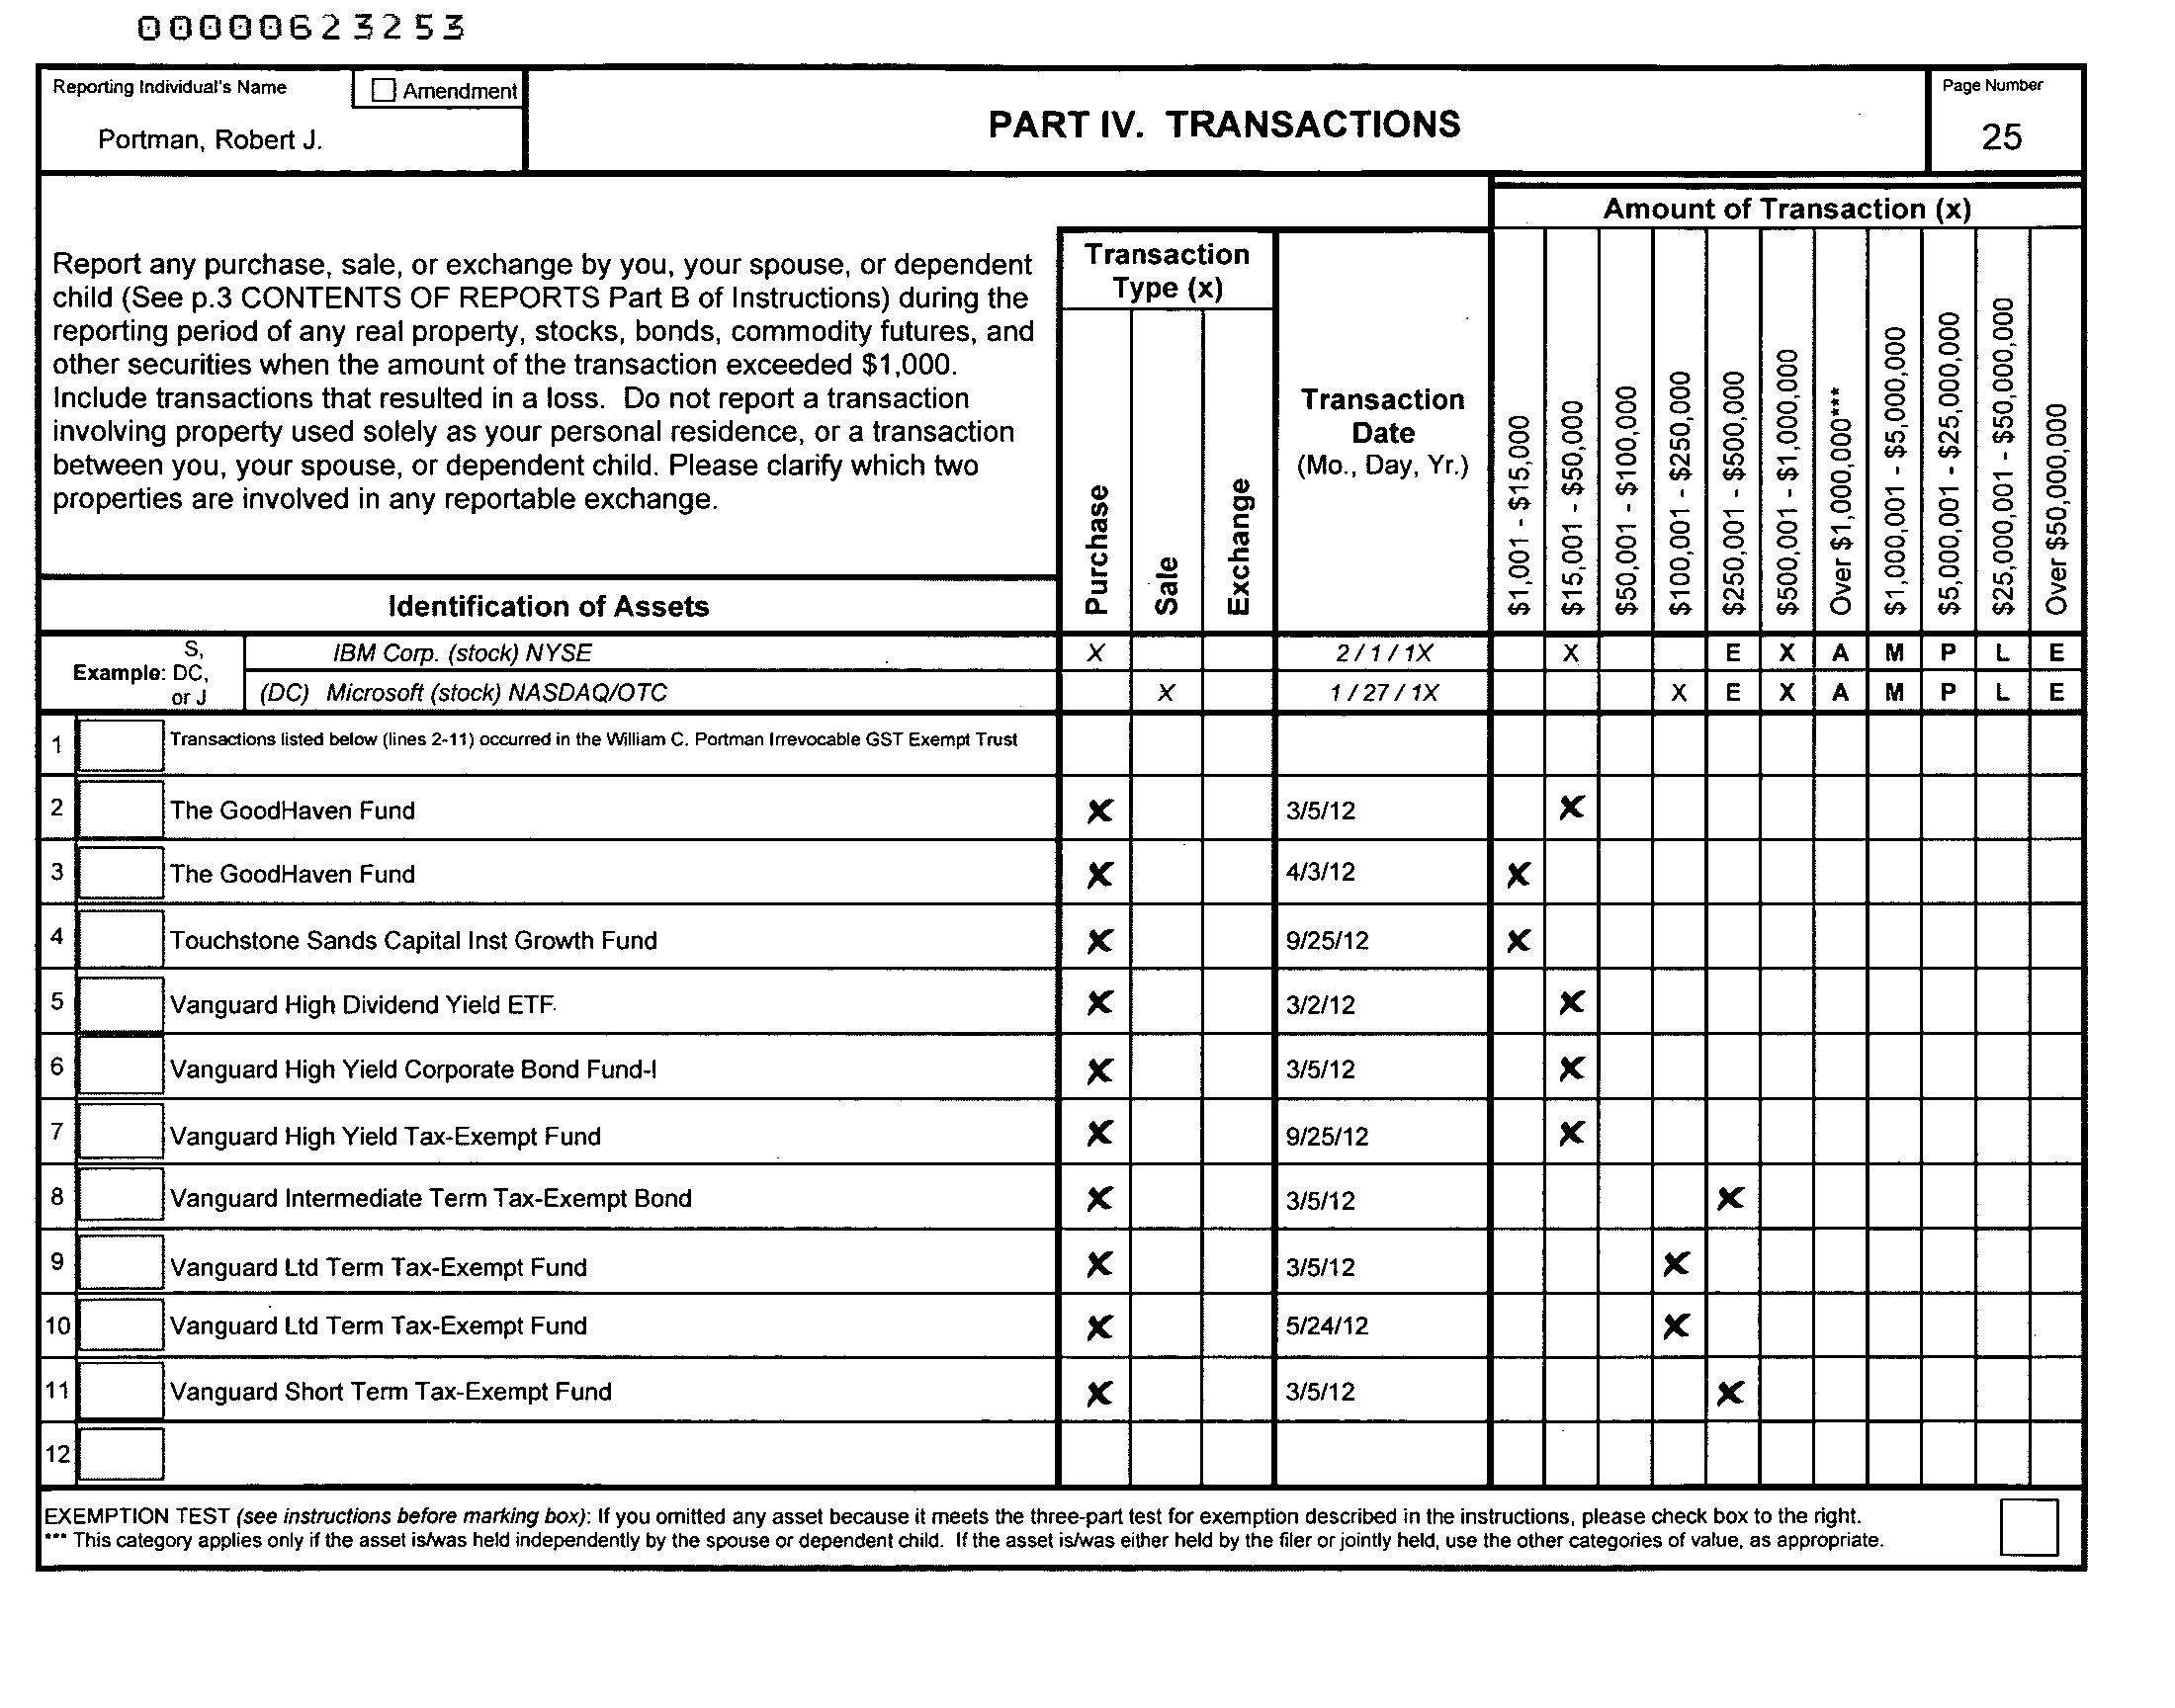 00000623253
Reporting Individual's Name
☐ Amendment
Portman, Robert J.
PART IV. TRANSACTIONS
Page Number
25
Report any purchase, sale, or exchange by you, your spouse, or dependent
child (See p.3 CONTENTS OF REPORTS Part B of Instructions) during the
reporting period of any real property, stocks, bonds, commodity futures, and
other securities when the amount of the transaction exceeded $1,000.
Include transactions that resulted in a loss. Do not report a transaction
involving property used solely as your personal residence, or a transaction
between you, your spouse, or dependent child. Please clarify which two
properties are involved in any reportable exchange.
Identification of Assets
Transaction
Type (x)
Purchase
Sale
Exchange
Transaction
Date
(Mo., Day, Yr.)
Amount of Transaction (x)
$1,001 - $15,000
$15,001 - $50,000
$50,001 - $100,000
$100,001 - $250,000
$250,001 - $500,000
$500,001 - $1,000,000
Over $1,000,000***
$1,000,001 - $5,000,000
$5,000,001 - $25,000,000
$25,000,001 - $50,000,000
Over $50,000,000
Example: S, DC, or J
IBM Corp. (stock) NYSE X 2 / 1 / 1X X E X A M P L E
(DC) Microsoft (stock) NASDAQ/OTC X 1 / 27 / 1X X E X A M P L E
1 Transactions listed below (lines 2-11) occurred in the William C. Portman Irrevocable GST Exempt Trust
2 The GoodHaven Fund X 3/5/12 X
3 The GoodHaven Fund X 4/3/12 X
4 Touchstone Sands Capital Inst Growth Fund X 9/25/12 X
5 Vanguard High Dividend Yield ETF X 3/2/12 X
6 Vanguard High Yield Corporate Bond Fund-I X 3/5/12 X
7 Vanguard High Yield Tax-Exempt Fund X 9/25/12 X
8 Vanguard Intermediate Term Tax-Exempt Bond X 3/5/12 X
9 Vanguard Ltd Term Tax-Exempt Fund X 3/5/12 X
10 Vanguard Ltd Term Tax-Exempt Fund X 5/24/12 X
11 Vanguard Short Term Tax-Exempt Fund X 3/5/12 X
12
EXEMPTION TEST (see instructions before marking box): If you omitted any asset because it meets the three-part test for exemption described in the instructions, please check box to the right.
*** This category applies only if the asset is/was held independently by the spouse or dependent child. If the asset is/was either held by the filer or jointly held, use the other categories of value, as appropriate.